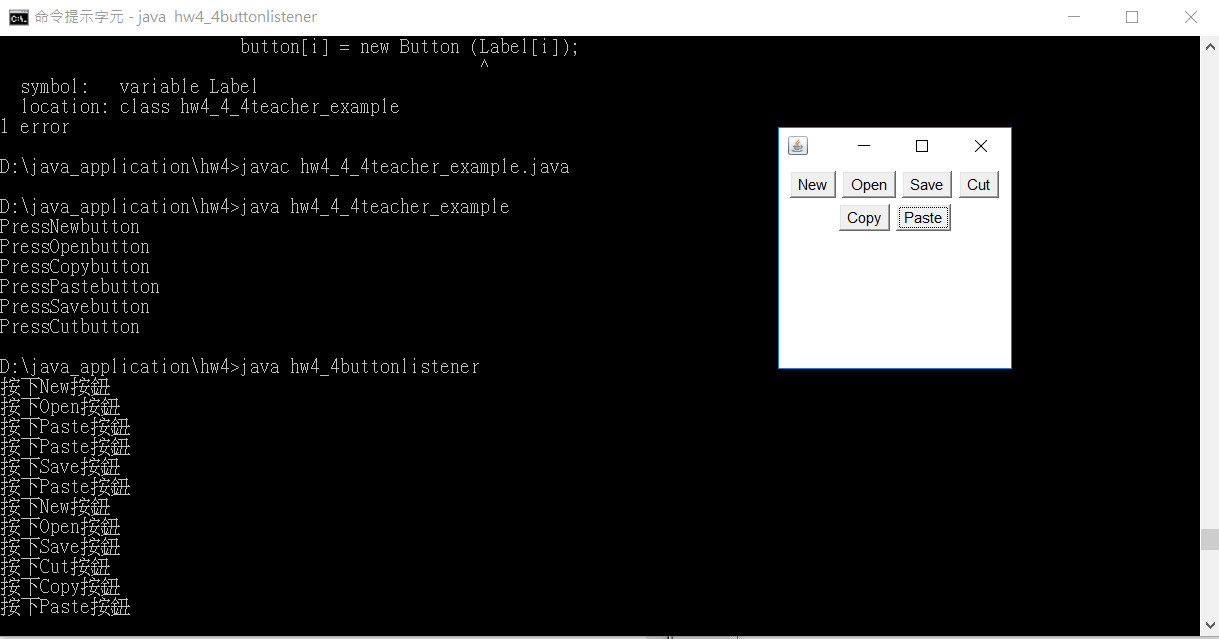 命令提示字元 - java  hw4_4buttonlistener
button[i] = new Button (Label[i]);
^
symbol:   variable Label
location: class hw4_4_4teacher_example
1 error
D:\java_application\hw4>javac hw4_4_4teacher_example.java
D:\java_application\hw4>java hw4_4_4teacher_example
PressNewbutton
PressOpenbutton
PressCopybutton
PressPastebutton
PressSavebutton
PressCutbutton
D:\java_application\hw4>java hw4_4buttonlistener
按下New按鈕
按下Open按鈕
按下Paste按鈕
按下Paste按鈕
按下Save按鈕
按下Paste按鈕
按下New按鈕
按下Open按鈕
按下Save按鈕
按下Cut按鈕
按下Copy按鈕
按下Paste按鈕
New Open Save Cut
Copy Paste